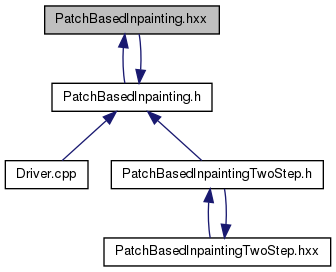 PatchBasedInpainting.hxx
PatchBasedInpainting.h
Driver.cpp
PatchBasedInpaintingTwoStep.h
PatchBasedInpaintingTwoStep.hxx